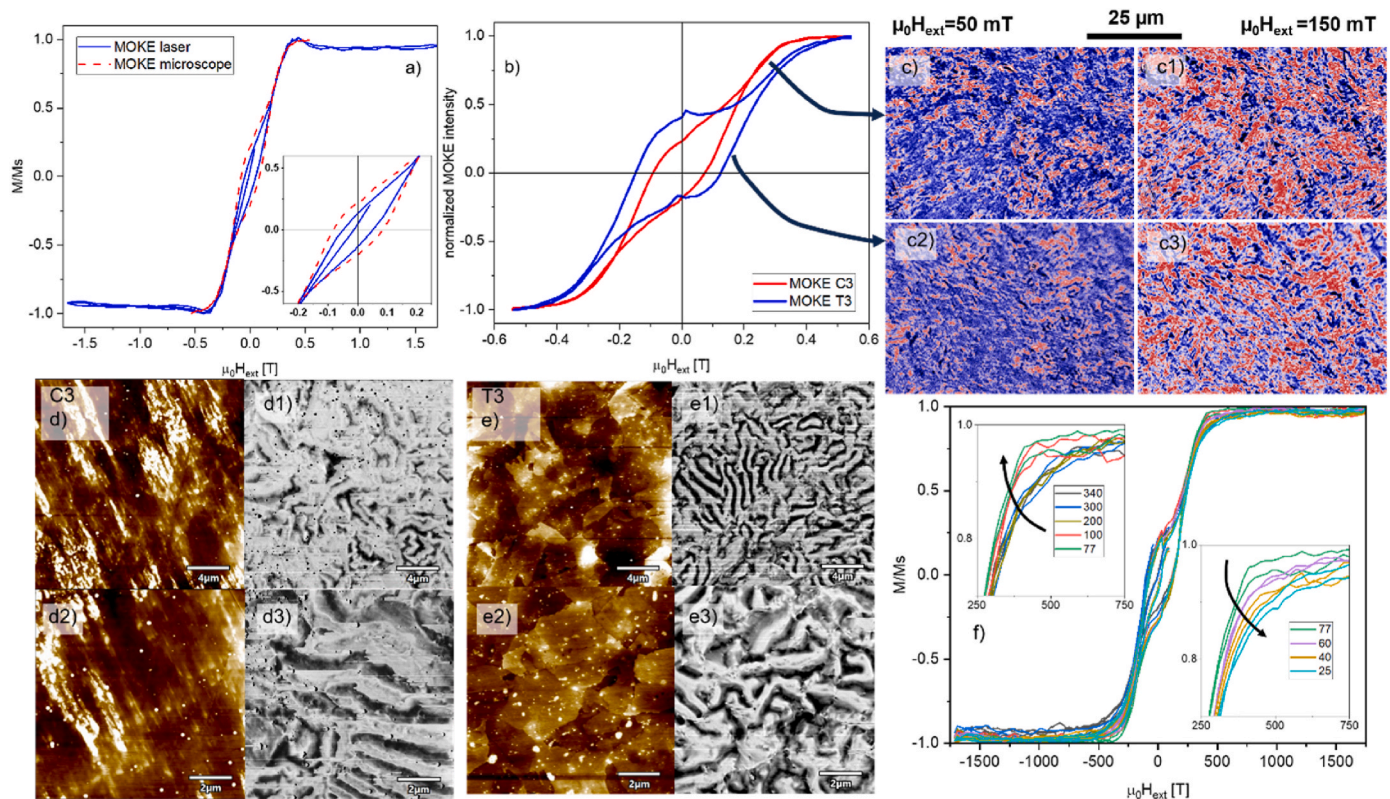 a)
MOKE laser
MOKE microscope
M/Ms
1.0
0.5
0.0
-0.5
-1.0
-1.5
-1.0
-0.5
0.0
0.5
1.0
1.5
μ₀Hₑₓₜ [T]
0.5
0.0
-0.5
-0.2
0.0
0.2
b)
normalized MOKE intensity
1.0
0.5
0.0
-0.5
-1.0
-0.6
-0.4
-0.2
0.0
0.2
0.4
0.6
μ₀Hₑₓₜ [T]
MOKE C3
MOKE T3
μ₀Hₑₓₜ=50 mT
25 μm
μ₀Hₑₓₜ =150 mT
c)
c1)
c2)
c3)
C3
d)
4μm
d1)
4μm
d2)
2μm
d3)
2μm
T3
e)
4μm
e1)
4μm
e2)
2μm
e3)
2μm
f)
M/Ms
1.0
0.5
0.0
-0.5
-1.0
-1500
-1000
-500
0
500
1000
1500
μ₀Hₑₓₜ [T]
1.0
0.8
250
500
750
340
300
200
100
77
1.0
0.8
250
500
750
77
60
40
25